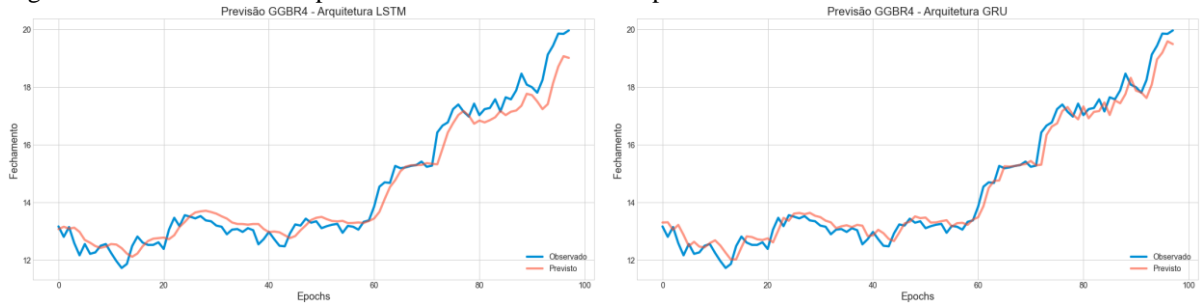 Previsão GGBR4 - Arquitetura LSTM
20
18
16
14
12
Fechamento
0 20 40 60 80 100
Epochs
Observado
Previsto
Previsão GGBR4 - Arquitetura GRU
20
18
16
14
12
Fechamento
0 20 40 60 80 100
Epochs
Observado
Previsto